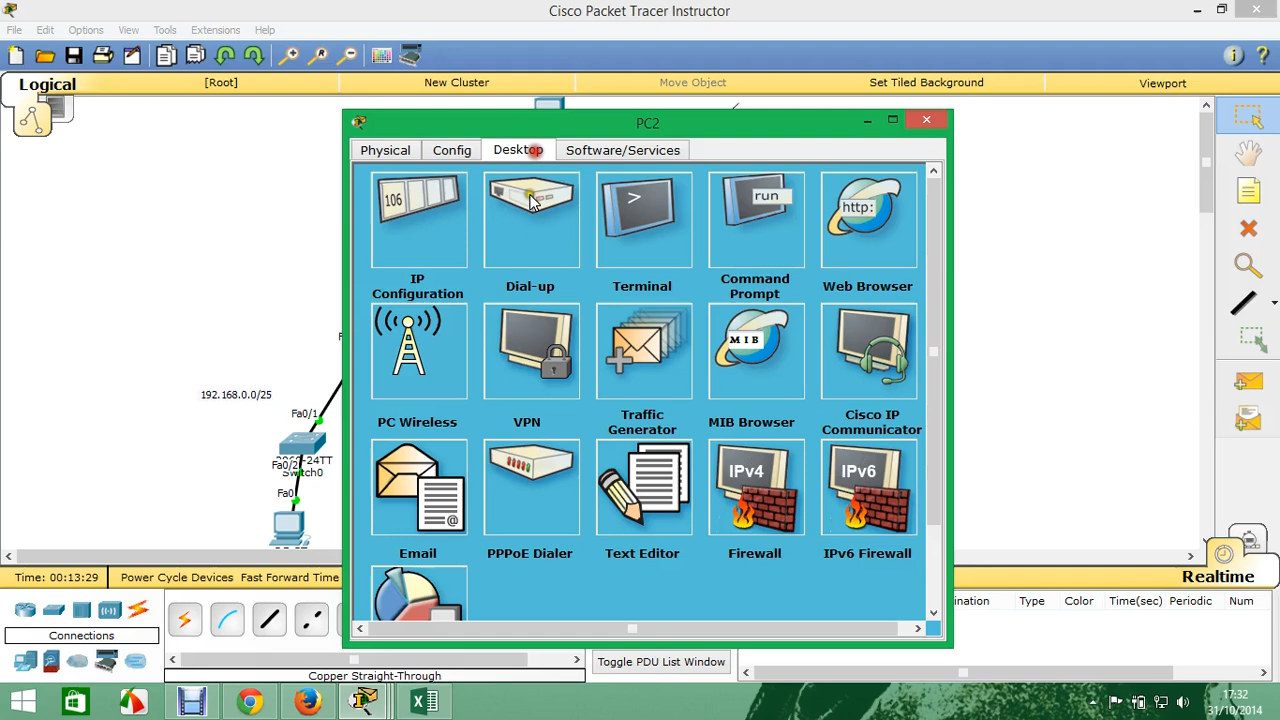 Cisco Packet Tracer Instructor
File Edit Options View Tools Extensions Help
Logical
[Root]
New Cluster
Move Object
Set Tiled Background
Viewport
PC2
Physical
Config
Desktop
Software/Services
106
>
run
http:
IP Configuration
Dial-up
Terminal
Command Prompt
Web Browser
MIB
PC Wireless
VPN
Traffic Generator
MIB Browser
Cisco IP Communicator
@
IPv4
IPv6
Email
PPPoE Dialer
Text Editor
Firewall
IPv6 Firewall
192.168.0.0/25
Fa0/1
Fa0/2
Switch0
Fa0
Time: 00:13:29
Power Cycle Devices
Fast Forward Time
Realtime
Connections
Copper Straight-Through
Toggle PDU List Window
Type
Color
Time(sec)
Periodic
Num
17:32
31/10/2014